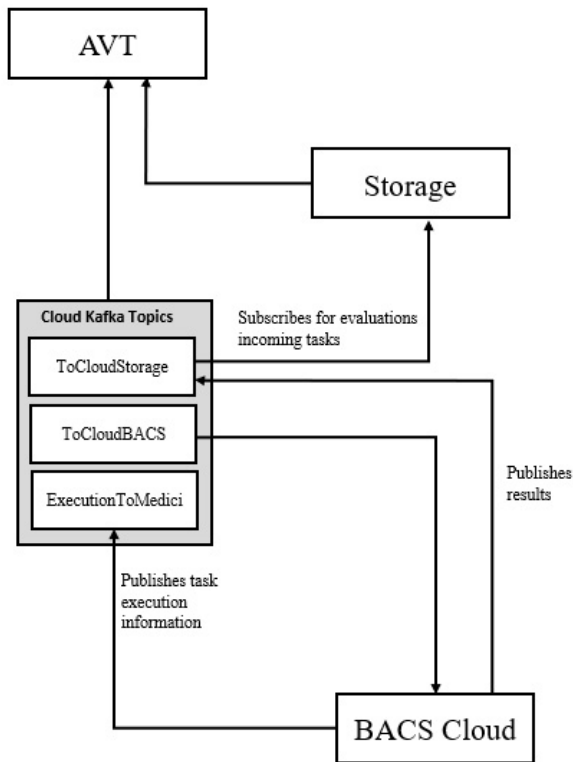 AVT
Storage
Cloud Kafka Topics
Subscribes for evaluations
incoming tasks
ToCloudStorage
ToCloudBACS
Publishes
results
ExecutionToMedici
Publishes task
execution
information
BACS Cloud